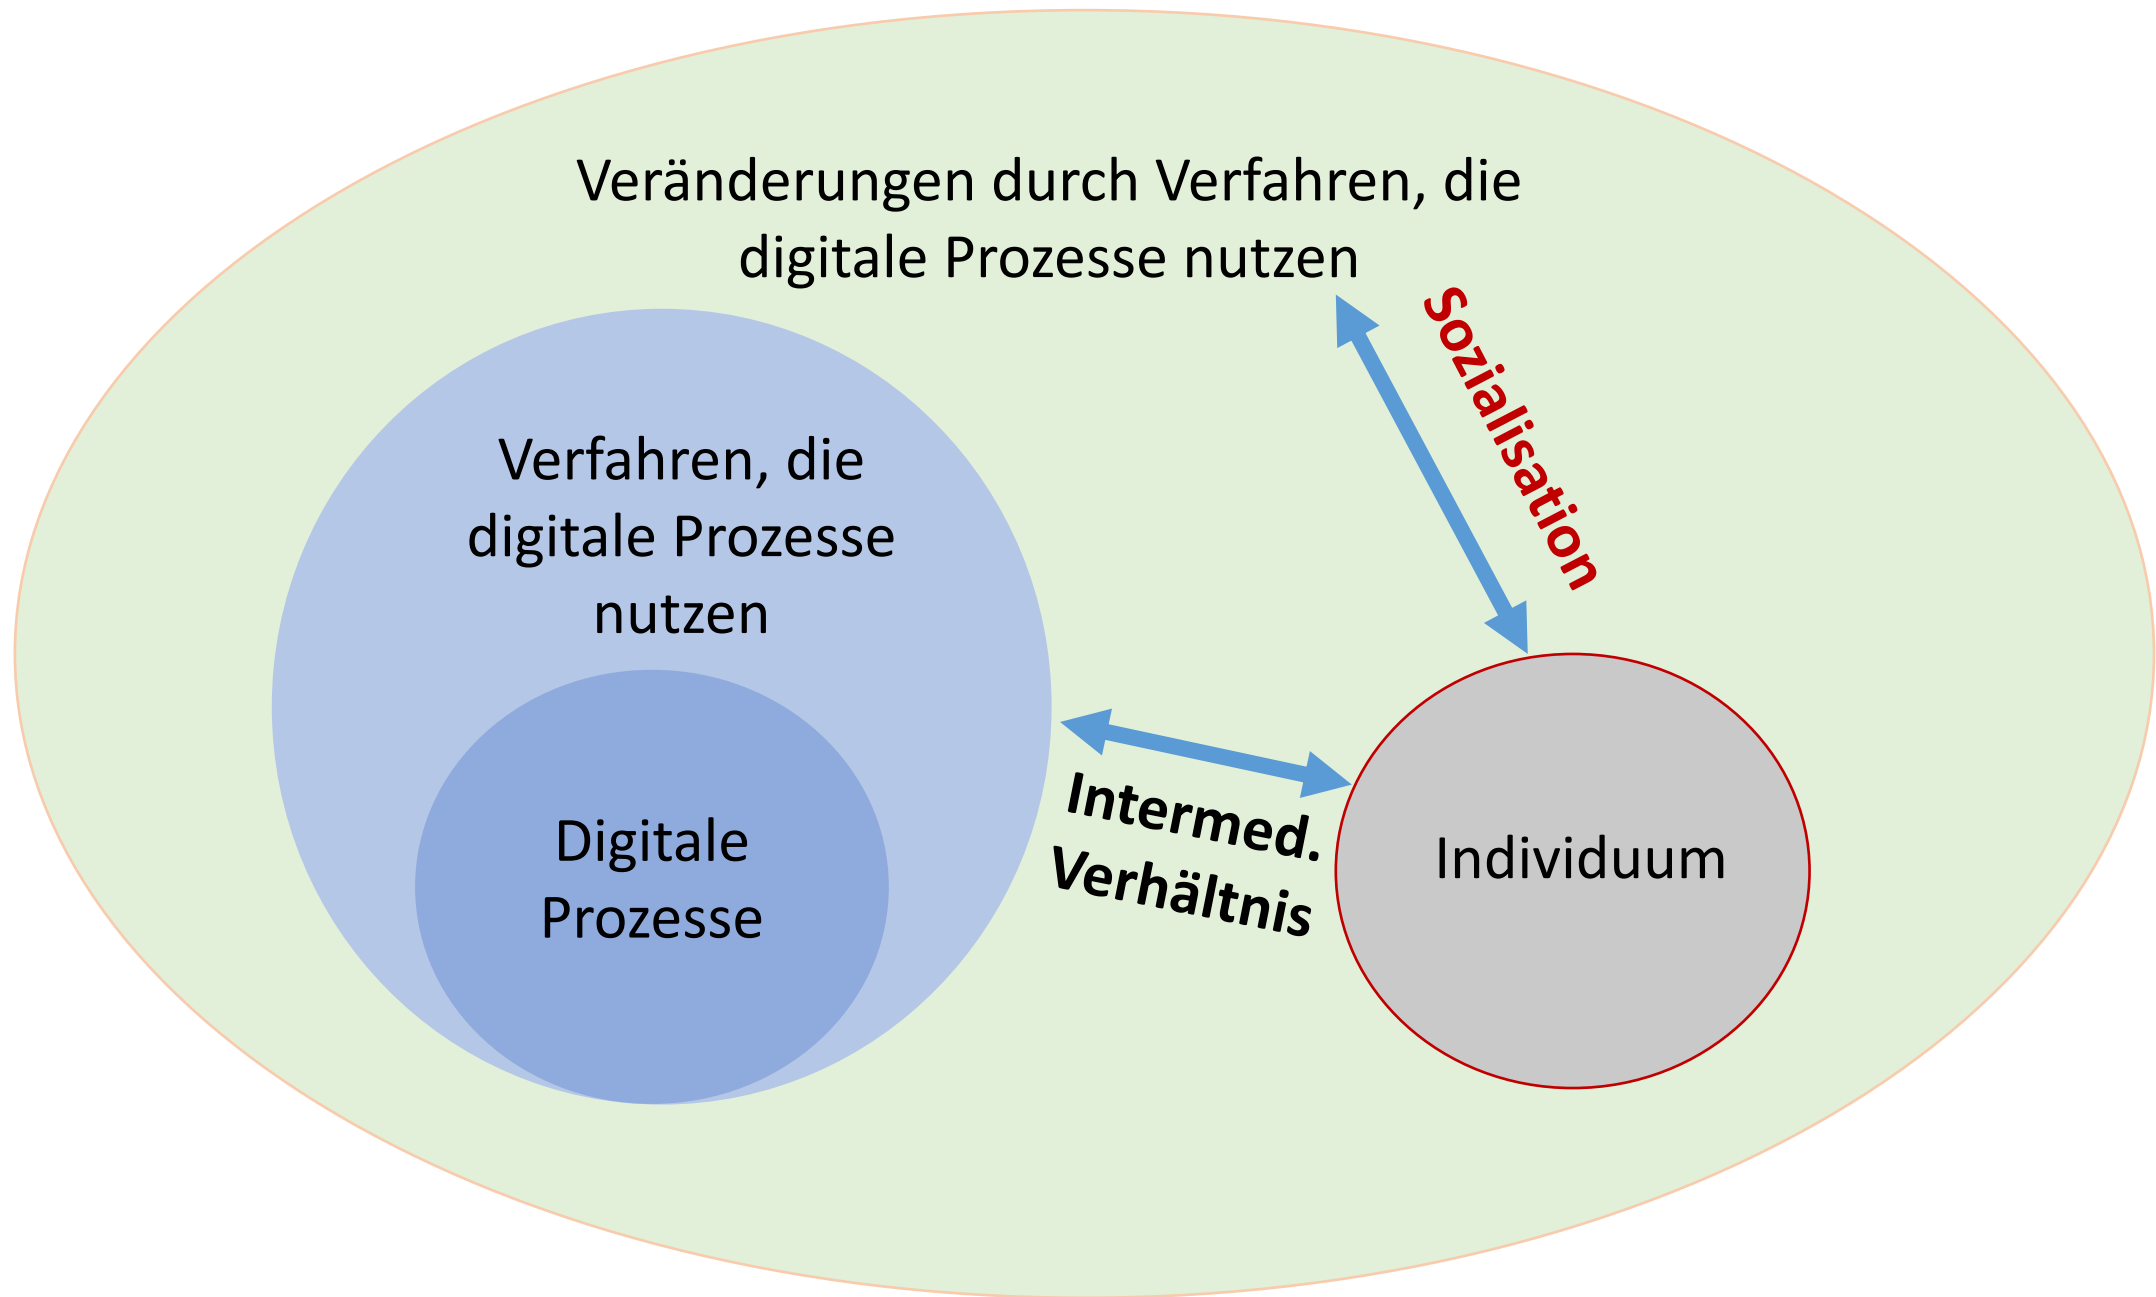 Veränderungen durch Verfahren, die
digitale Prozesse nutzen
Sozialisation
Verfahren, die
digitale Prozesse
nutzen
Intermed.
Verhältnis
Digitale
Prozesse
Individuum